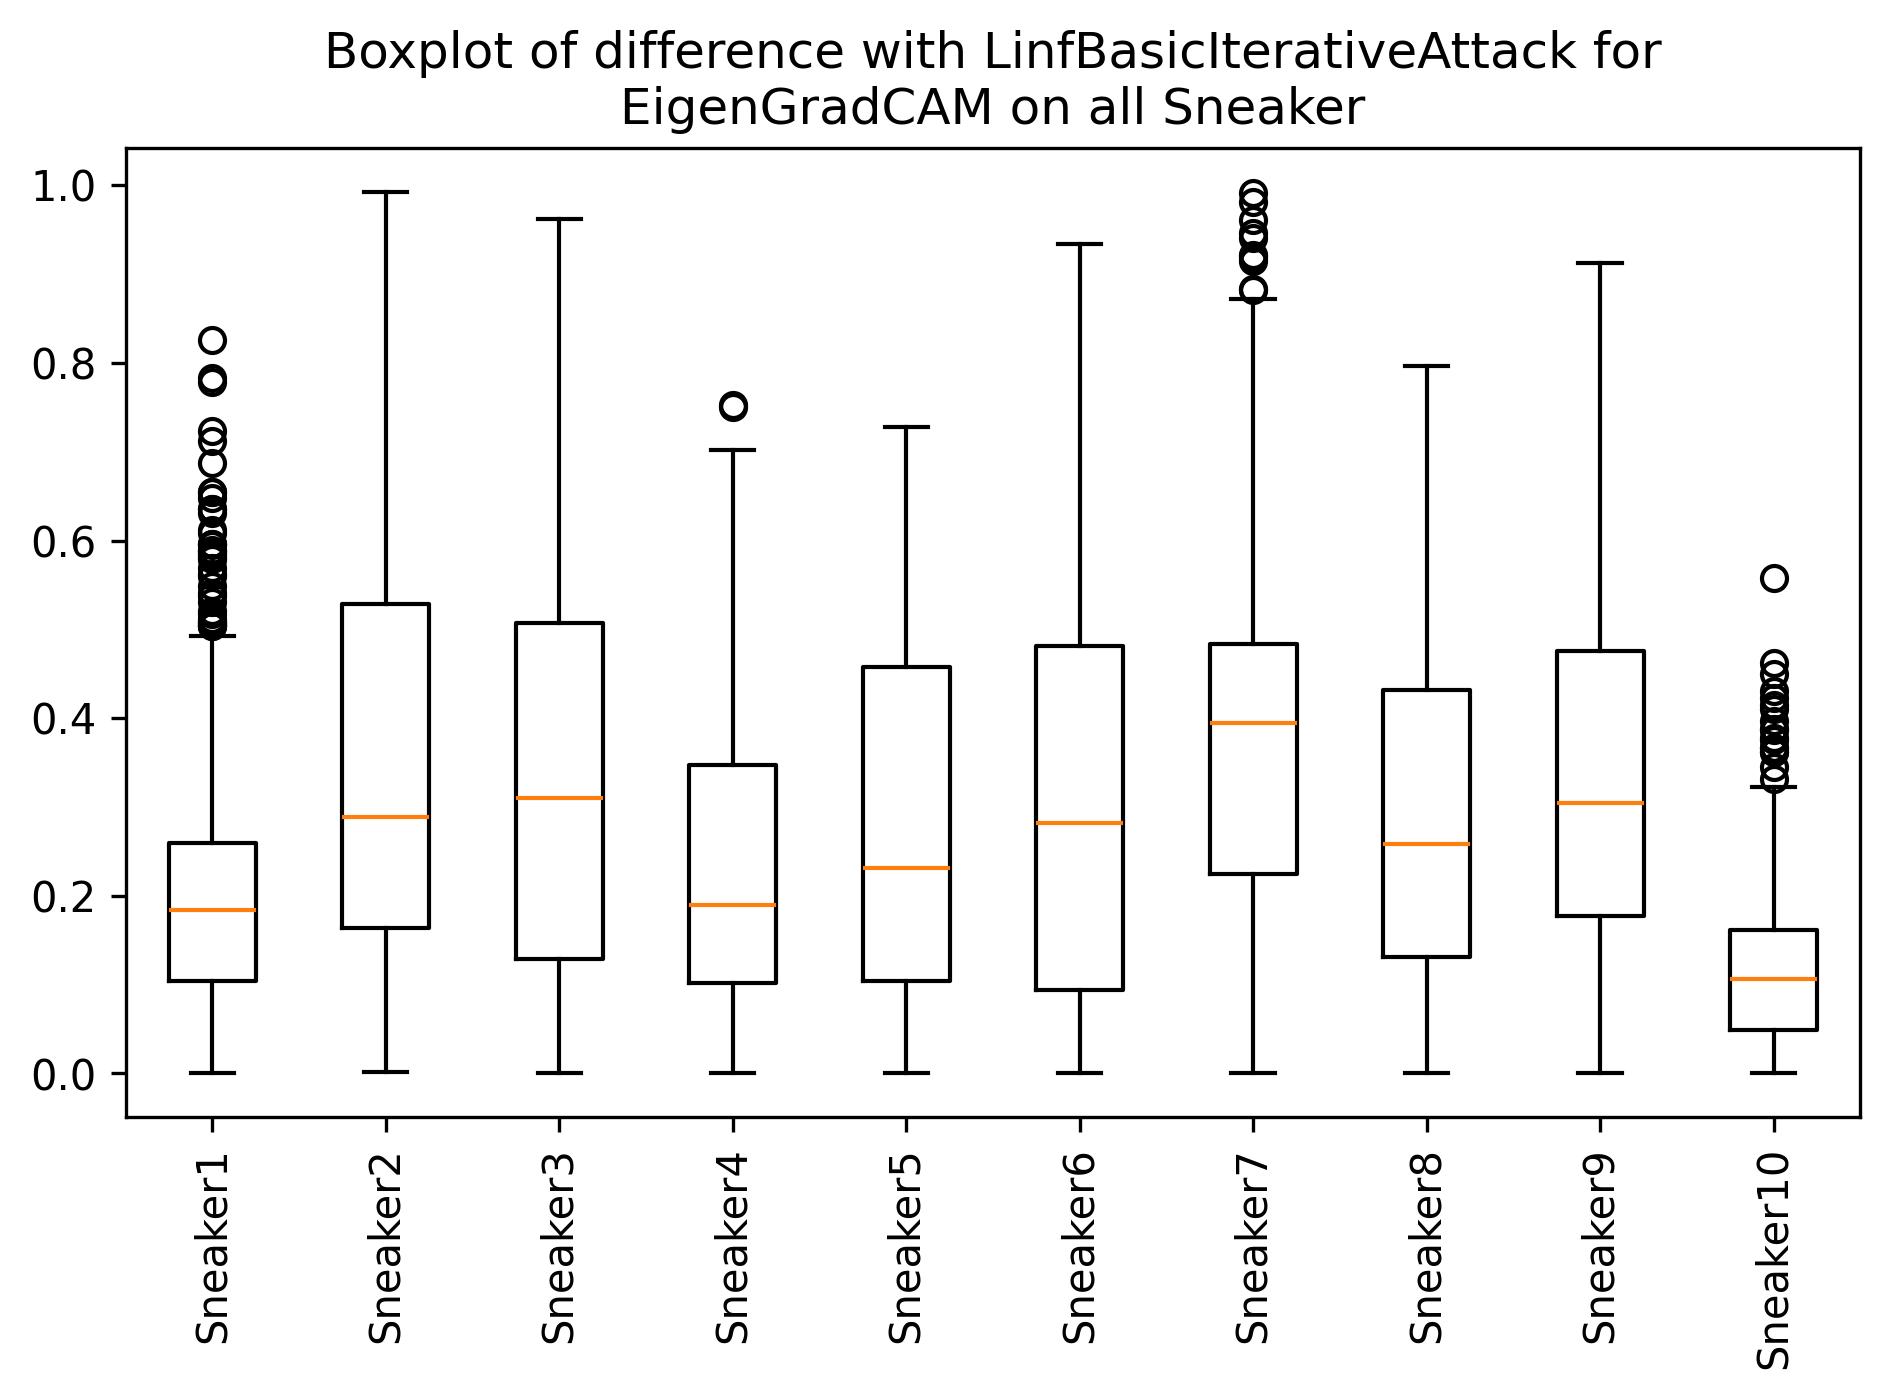 Boxplot of difference with LinfBasicIterativeAttack for
EigenGradCAM on all Sneaker
1.0
0.8
0.6
0.4
0.2
0.0
Sneaker1
Sneaker2
Sneaker3
Sneaker4
Sneaker5
Sneaker6
Sneaker7
Sneaker8
Sneaker9
Sneaker10